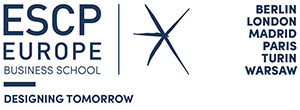 ESCP
EUROPE
BUSINESS SCHOOL
DESIGNING TOMORROW
BERLIN
LONDON
MADRID
PARIS
TURIN
WARSAW